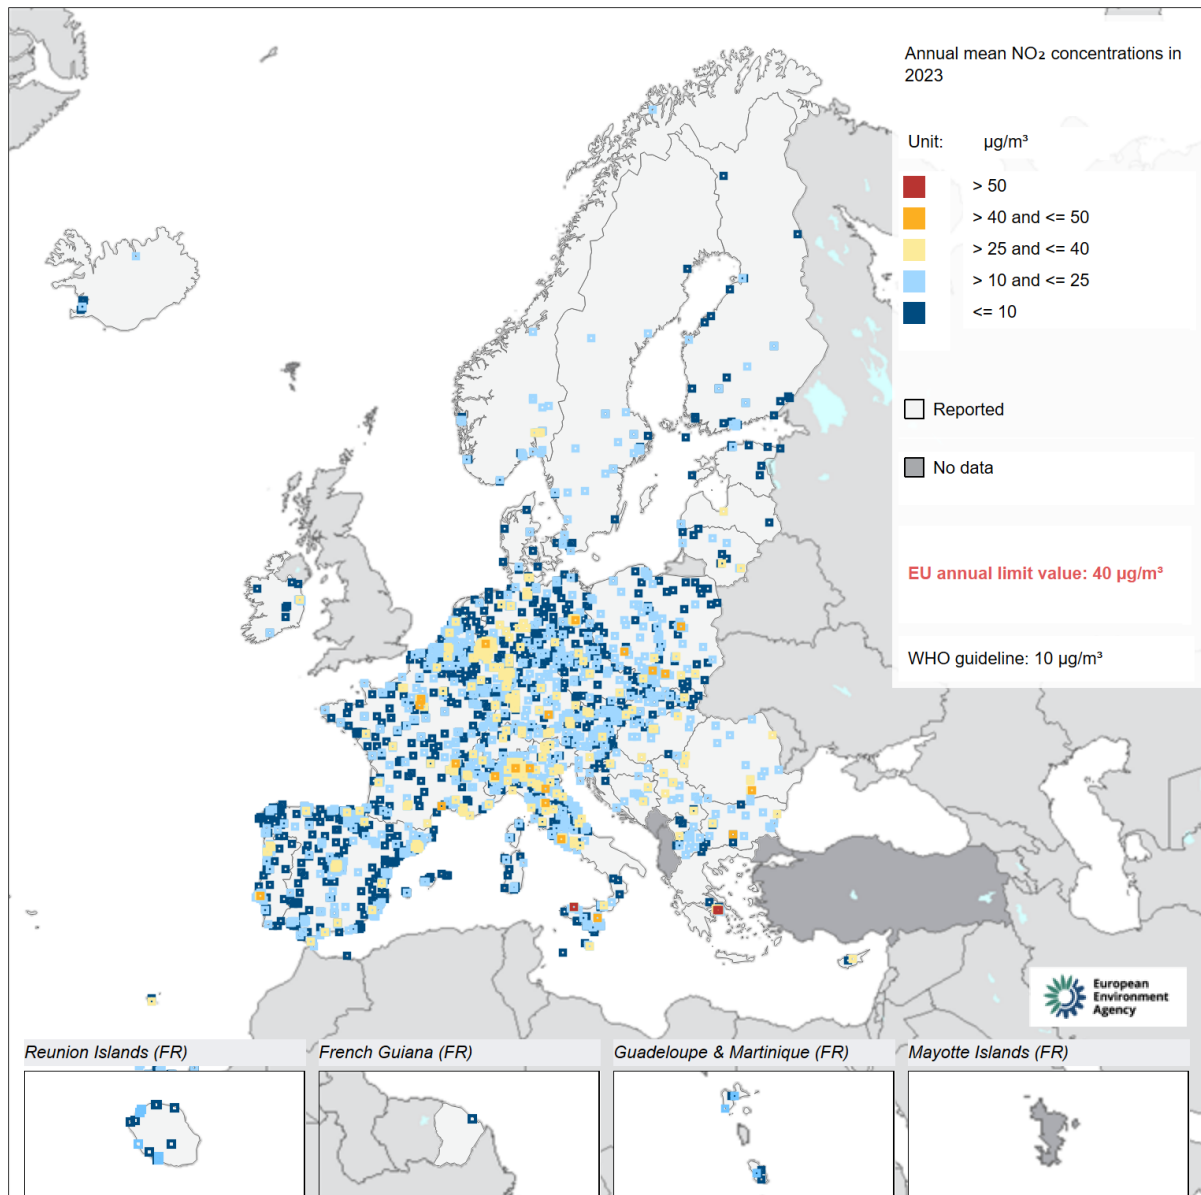 Annual mean NO₂ concentrations in
2023
Unit: µg/m³
> 50
> 40 and <= 50
> 25 and <= 40
> 10 and <= 25
<= 10
Reported
No data
EU annual limit value: 40 µg/m³
WHO guideline: 10 µg/m³
European
Environment
Agency
Reunion Islands (FR)
French Guiana (FR)
Guadeloupe & Martinique (FR)
Mayotte Islands (FR)